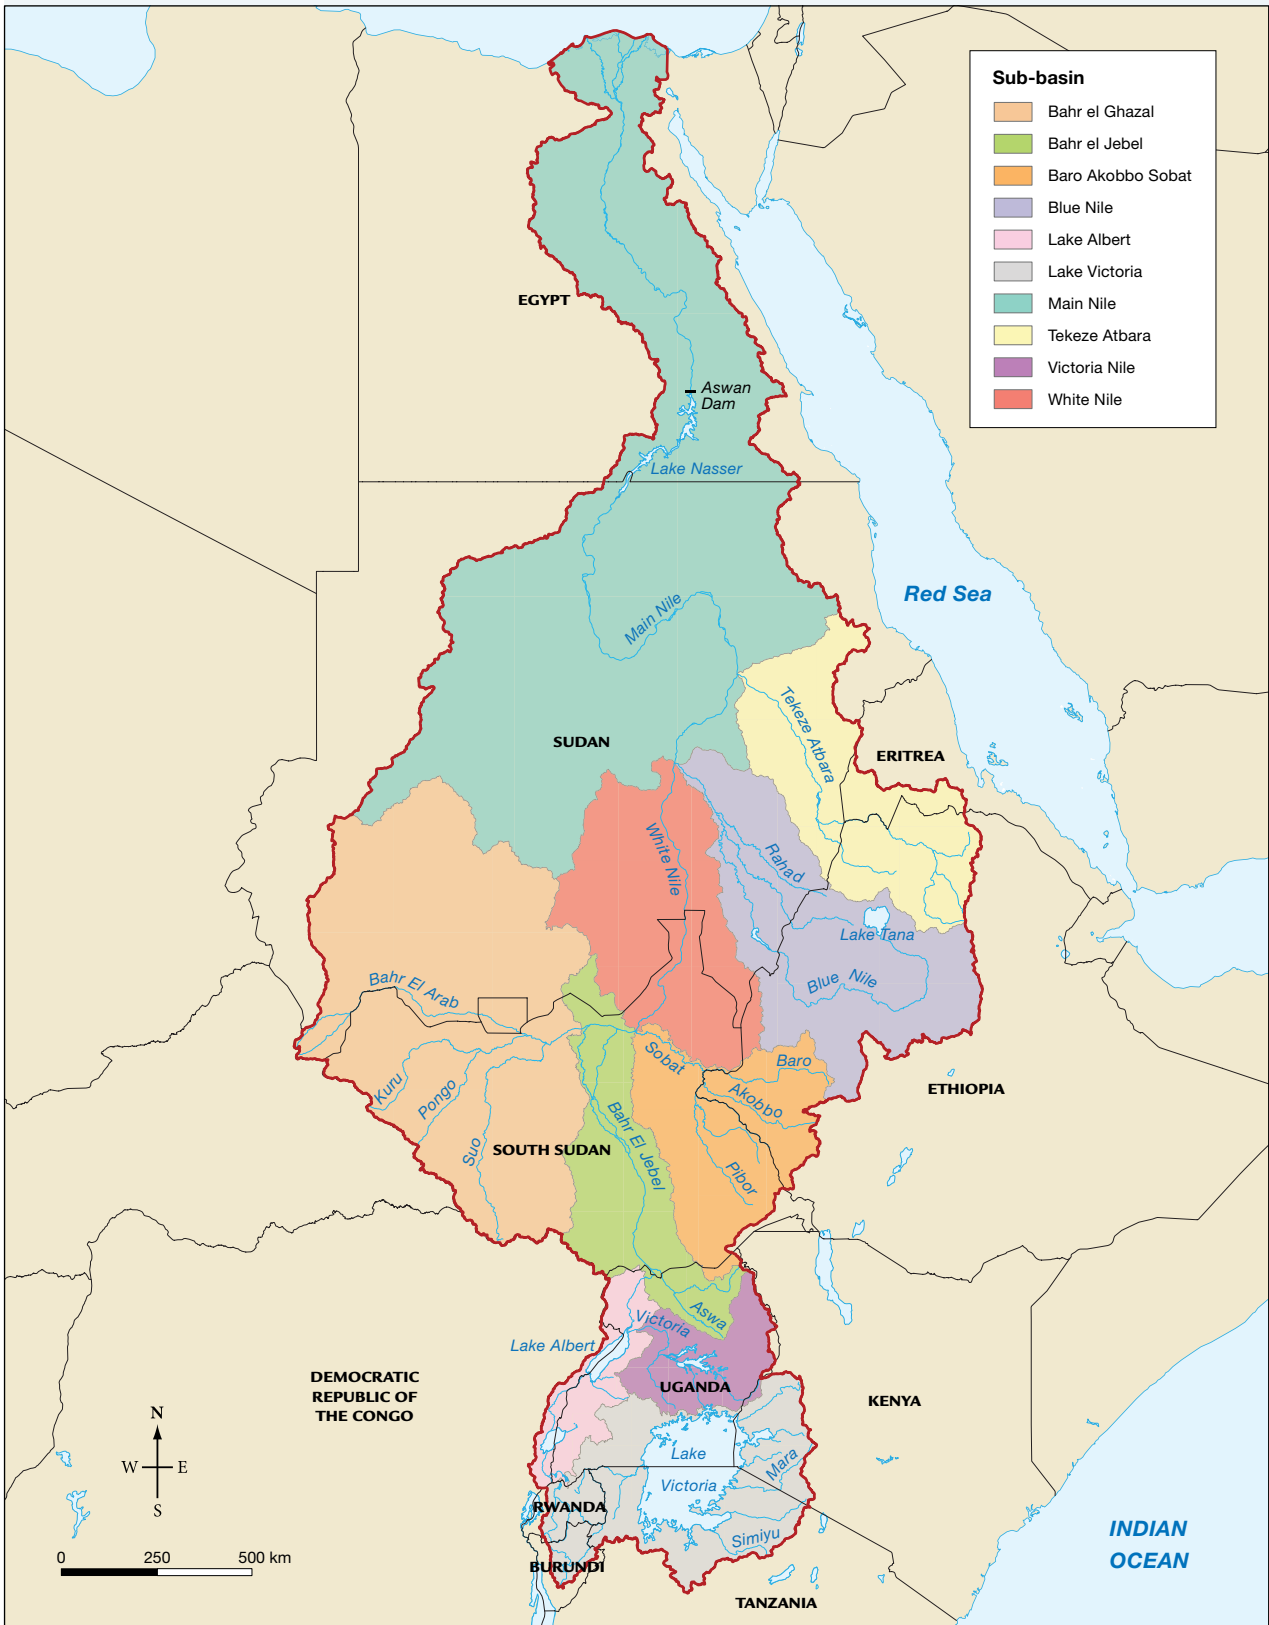 Sub-basin
Bahr el Ghazal
Bahr el Jebel
Baro Akobbo Sobat
Blue Nile
Lake Albert
Lake Victoria
Main Nile
Tekeze Atbara
Victoria Nile
White Nile
EGYPT
Aswan
Dam
Lake Nasser
Red Sea
Main Nile
Tekeze Atbara
SUDAN
ERITREA
White Nile
Rahad
Lake Tana
Blue Nile
Bahr El Arab
Sobat
Baro
Kuru
Pongo
Akobbo
ETHIOPIA
Suo
SOUTH SUDAN
Bahr El Jebel
Pibor
Aswa
Victoria
Lake Albert
DEMOCRATIC
REPUBLIC OF
THE CONGO
UGANDA
KENYA
N
W
E
S
Lake
Victoria
Mara
RWANDA
Simiyu
INDIAN
OCEAN
0
250
500 km
BURUNDI
TANZANIA